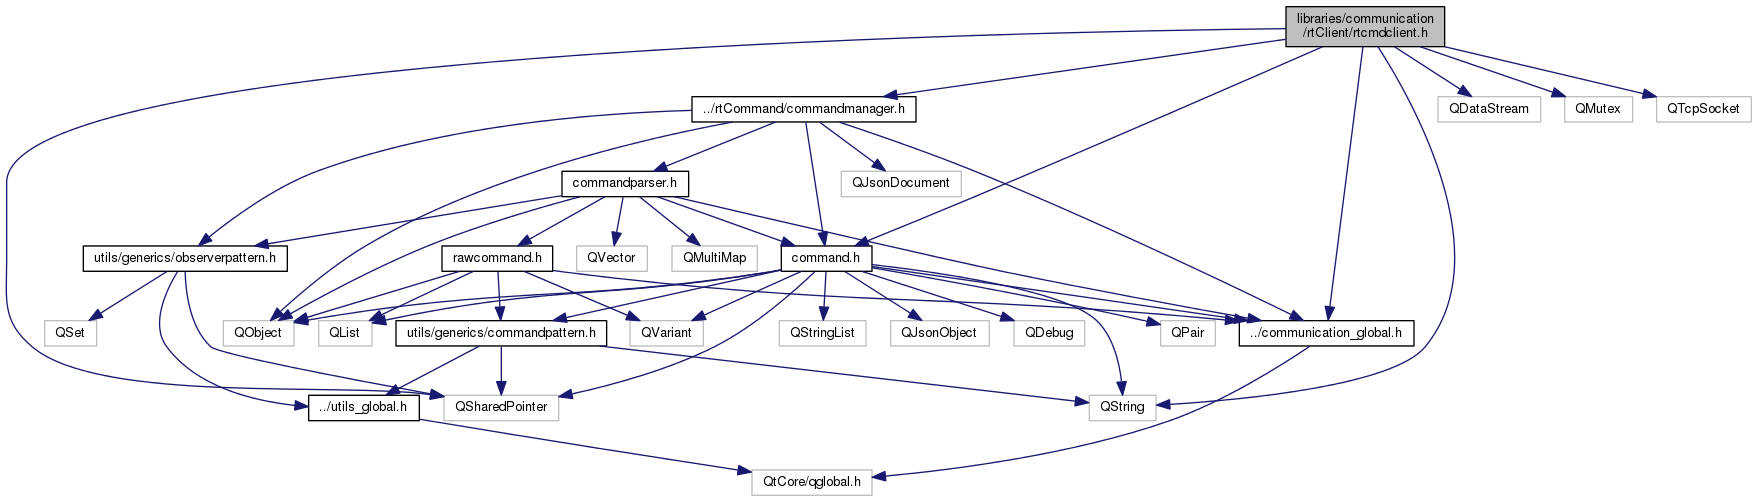 libraries/communication
/rtClient/rtcmdclient.h
../rtCommand/commandmanager.h
QDataStream
QMutex
QTcpSocket
commandparser.h
QJsonDocument
utils/generics/observerpattern.h
rawcommand.h
QVector
QMultiMap
command.h
QSet
QObject
QList
utils/generics/commandpattern.h
QVariant
QStringList
QJsonObject
QDebug
QPair
../communication_global.h
../utils_global.h
QSharedPointer
QString
QtCore/qglobal.h